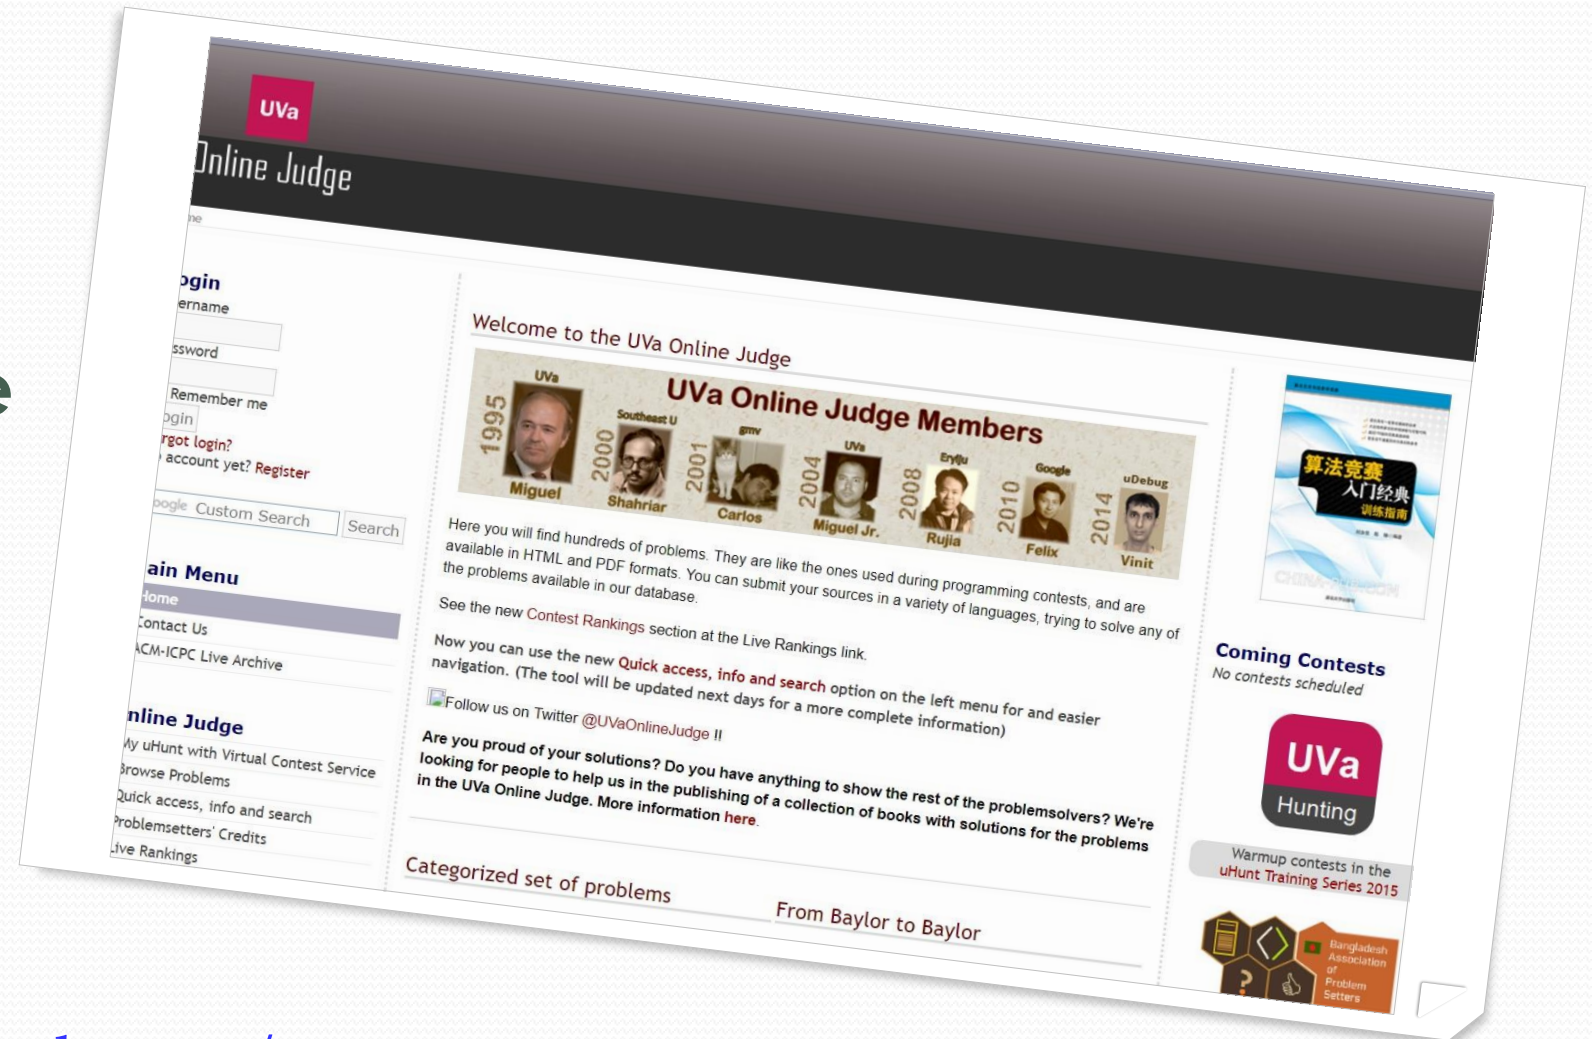 UVa
Online Judge
me
ogin
ername
ssword
Remember me
ogin
rgot login?
account yet? Register
oogle Custom Search Search
ain Menu
Home
Contact Us
ACM-ICPC Live Archive
nline Judge
My uHunt with Virtual Contest Service
Browse Problems
Quick access, info and search
Problemsetters' Credits
Live Rankings
Welcome to the UVa Online Judge
UVa Online Judge Members
1995 UVa Miguel
2000 Southeast U Shahriar
2001 gmv Carlos
2004 UVa Miguel Jr.
2008 Eryiju Rujia
2010 Google Felix
2014 uDebug Vinit
Here you will find hundreds of problems. They are like the ones used during programming contests, and are
available in HTML and PDF formats. You can submit your sources in a variety of languages, trying to solve any of
the problems available in our database.
See the new Contest Rankings section at the Live Rankings link.
Now you can use the new Quick access, info and search option on the left menu for and easier
navigation. (The tool will be updated next days for a more complete information)
Follow us on Twitter @UVaOnlineJudge !!
Are you proud of your solutions? Do you have anything to show the rest of the problemsolvers? We're
looking for people to help us in the publishing of a collection of books with solutions for the problems
in the UVa Online Judge. More information here.
Categorized set of problems
From Baylor to Baylor
算法竞赛
入门经典
训练指南
CHINA-PUB.COM
Coming Contests
No contests scheduled
UVa
Hunting
Warmup contests in the
uHunt Training Series 2015
Bangladesh
Association
of
Problem
Setters
e